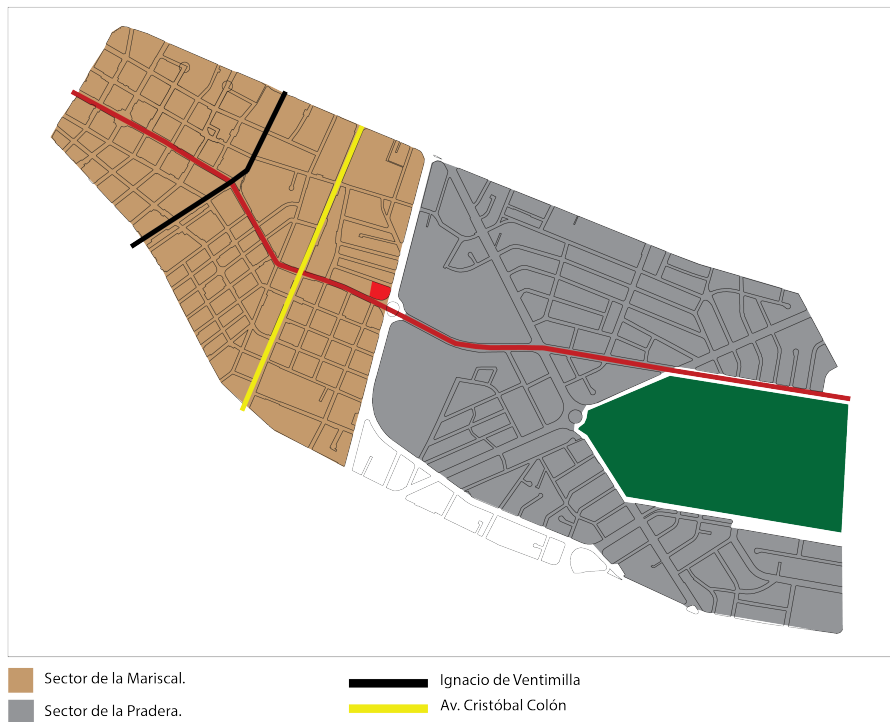 Sector de la Mariscal.
Sector de la Pradera.
Ignacio de Ventimilla
Av. Cristóbal Colón